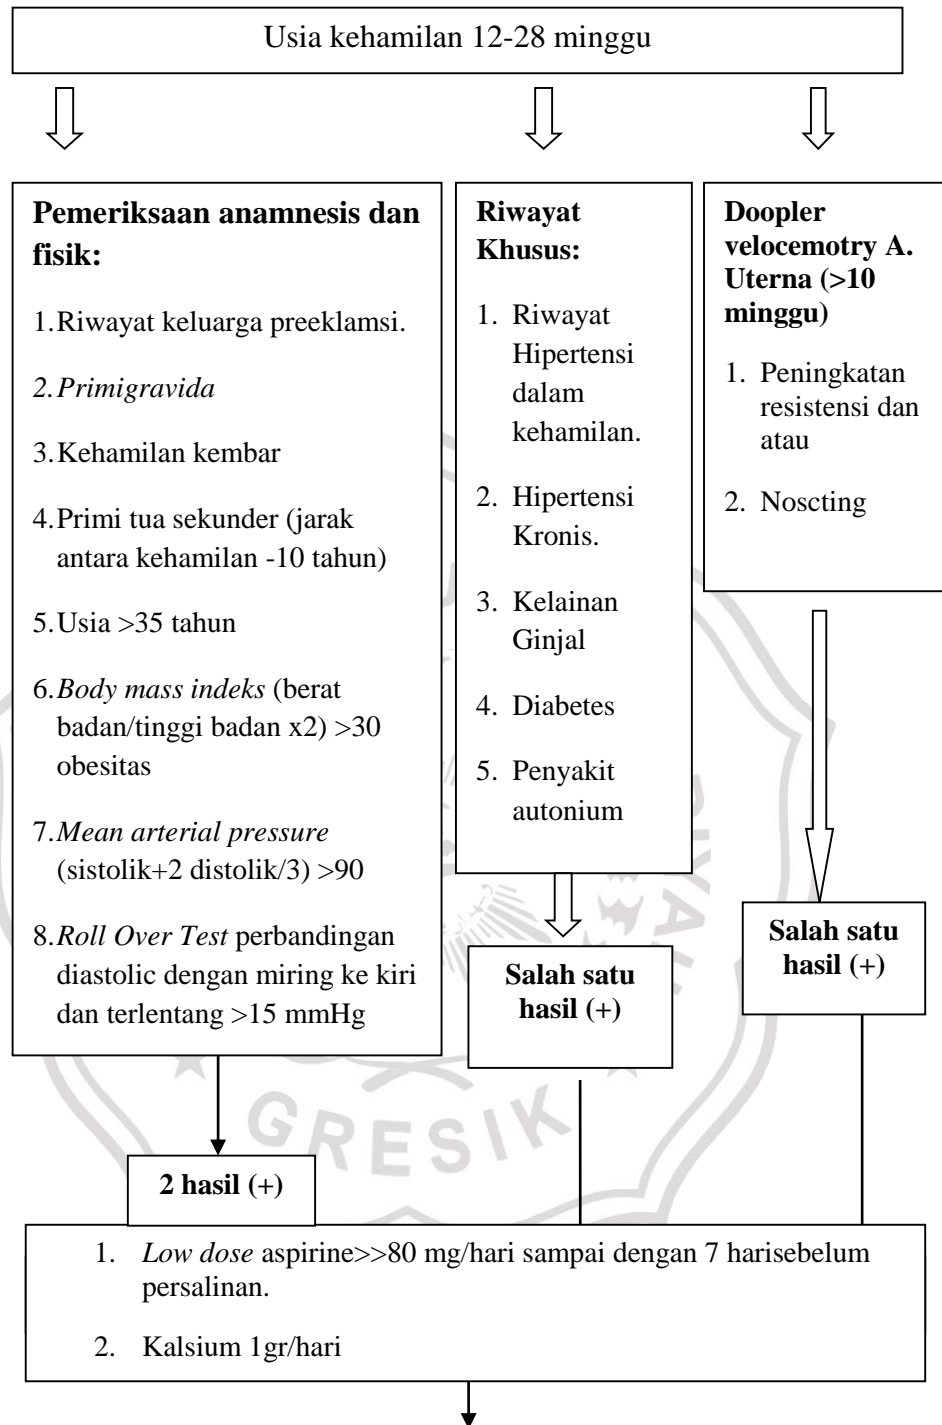 Usia kehamilan 12-28 minggu
Pemeriksaan anamnesis dan
fisik:
1. Riwayat keluarga preeklamsi.
2. Primigravida
3. Kehamilan kembar
4. Primi tua sekunder (jarak
antara kehamilan -10 tahun)
5. Usia >35 tahun
6. Body mass indeks (berat
badan/tinggi badan x2) >30
obesitas
7. Mean arterial pressure
(sistolik+2 distolik/3) >90
8. Roll Over Test perbandingan
diastolic dengan miring ke kiri
dan terlentang >15 mmHg
Riwayat
Khusus:
1. Riwayat
Hipertensi
dalam
kehamilan.
2. Hipertensi
Kronis.
3. Kelainan
Ginjal
4. Diabetes
5. Penyakit
autonium
Doopler
velocemotry A.
Uterna (>10
minggu)
1. Peningkatan
resistensi dan
atau
2. Noscting
Salah satu
hasil (+)
Salah satu
hasil (+)
2 hasil (+)
1. Low dose aspirine>>80 mg/hari sampai dengan 7 harisebelum
persalinan.
2. Kalsium 1gr/hari
GRESIK